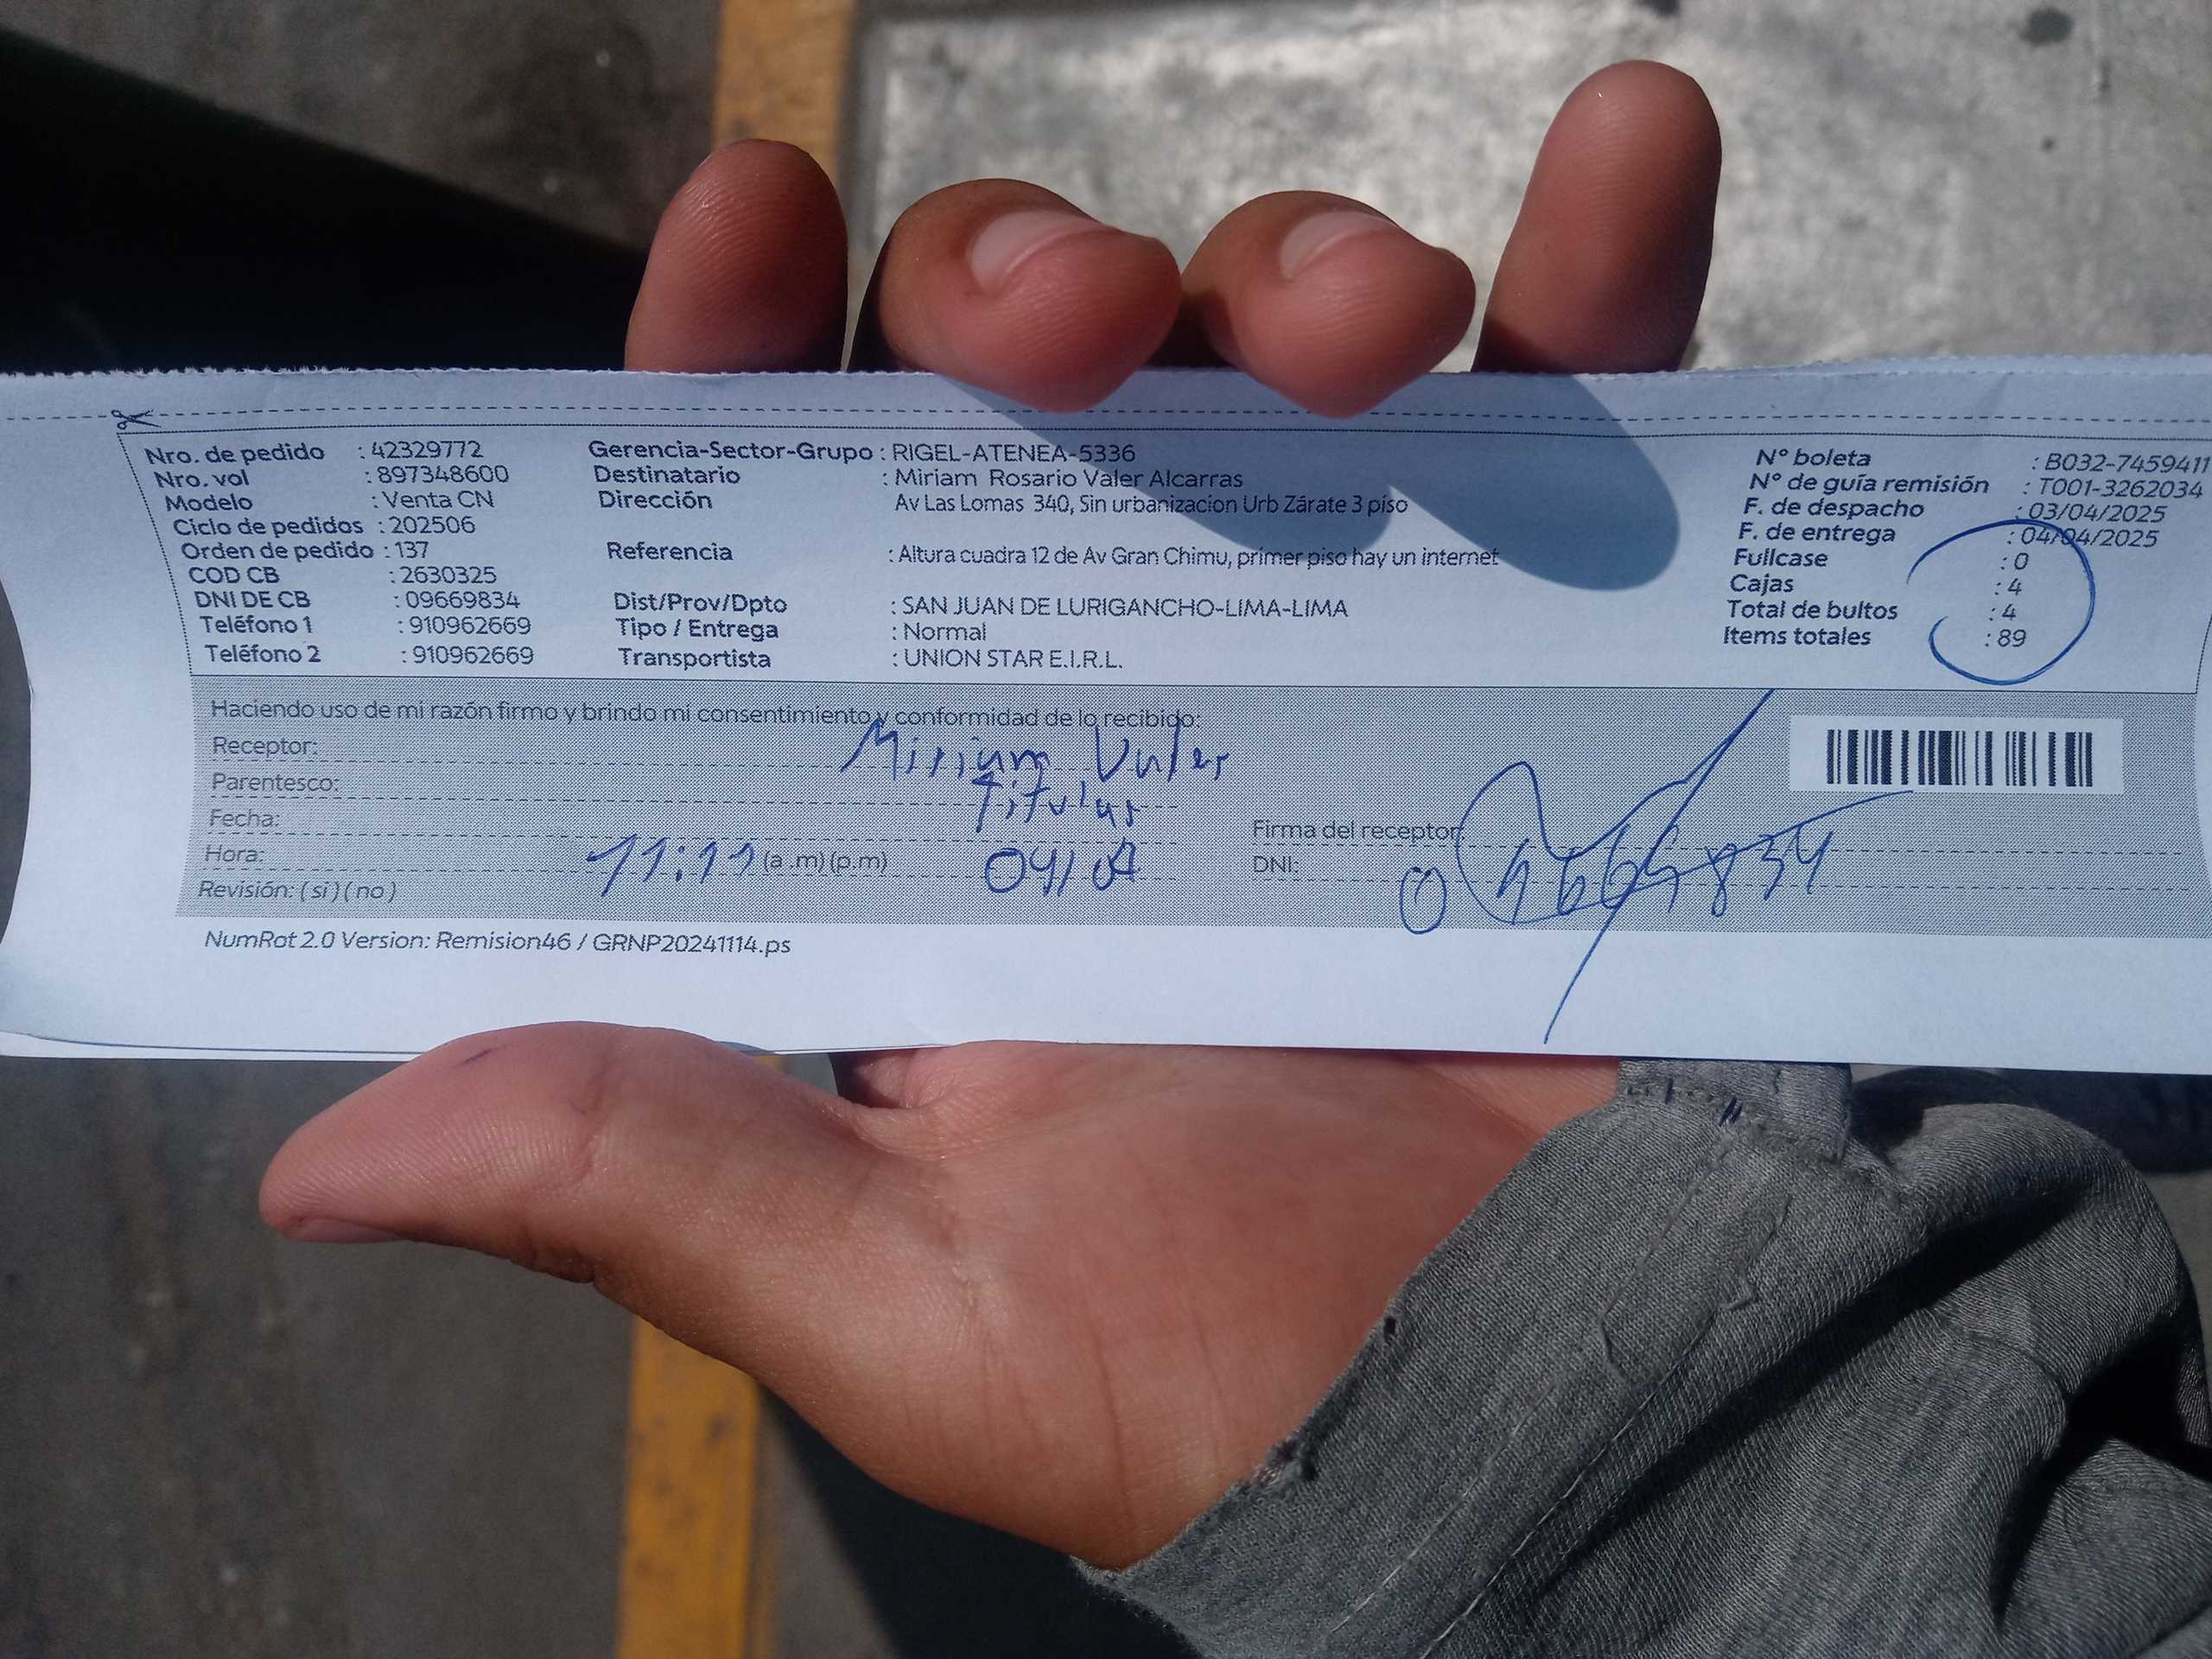 Nro. de pedido : 42329772
Nro. vol : 897348600
Modelo : Venta CN
Ciclo de pedidos : 202506
Orden de pedido : 137
COD CB : 2630325
DNI DE CB : 09669834
Teléfono 1 : 910962669
Teléfono 2 : 910962669
Gerencia-Sector-Grupo : RIGEL-ATENEA-5336
Destinatario : Miriam Rosario Valer Alcarras
Dirección Av Las Lomas 340, Sin urbanizacion Urb Zárate 3 piso
Referencia : Altura cuadra 12 de Av Gran Chimu, primer piso hay un internet
Dist/Prov/Dpto : SAN JUAN DE LURIGANCHO-LIMA-LIMA
Tipo / Entrega : Normal
Transportista : UNION STAR E.I.R.L.
N° boleta : B032-7459411
N° de guía remisión : T001-3262034
F. de despacho : 03/04/2025
F. de entrega : 04/04/2025
Fullcase : 0
Cajas : 4
Total de bultos : 4
Items totales : 89
Haciendo uso de mi razón firmo y brindo mi consentimiento y conformidad de lo recibido:
Receptor: Miriam Valer
Parentesco: Titular
Fecha:
Hora: 11:11 (a .m) (p.m) 04/04
Revisión: ( si ) ( no )
Firma del receptor:
DNI: 09669834
NumRot 2.0 Version: Remision46 / GRNP20241114.ps